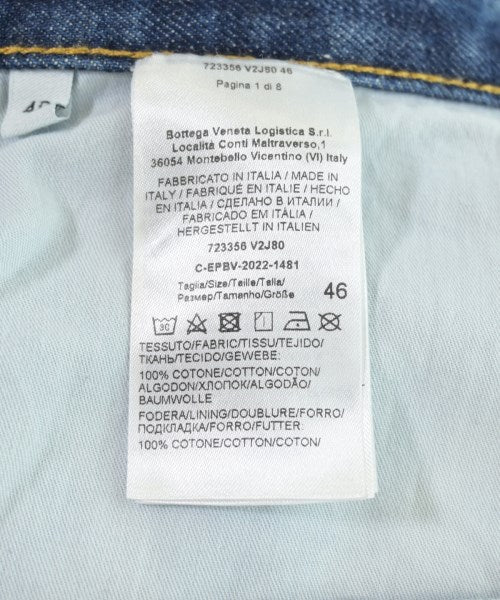 723356 V2J80 46
Pagina 1 di 8
Bottega Veneta Logistica S.r.l.
Località Conti Maltraverso,1
36054 Montebello Vicentino (VI) Italy
FABBRICATO IN ITALIA / MADE IN
ITALY / FABRIQUÉ EN ITALIE / HECHO
EN ITALIA / СДЕЛАНО В ИТАЛИИ /
FABRICADO EM ITÁLIA /
HERGESTELLT IN ITALIEN
723356 V2J80
C-EPBV-2022-1481
Taglia/Size/Taille/Talla/
Размер/Tamanho/Größe 46
30
TESSUTO/FABRIC/TISSU/TEJIDO/
ТКАНЬ/TECIDO/GEWEBE:
100% COTONE/COTTON/COTON/
ALGODON/ХЛОПОК/ALGODÃO/
BAUMWOLLE
FODERA/LINING/DOUBLURE/FORRO/
ПОДКЛАДКА/FORRO/FUTTER:
100% COTONE/COTTON/COTON/